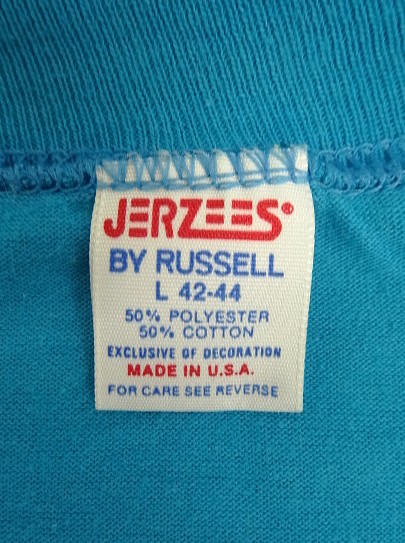 JERZEES®
BY RUSSELL
L 42-44
50% POLYESTER
50% COTTON
EXCLUSIVE OF DECORATION
MADE IN U.S.A.
FOR CARE SEE REVERSE